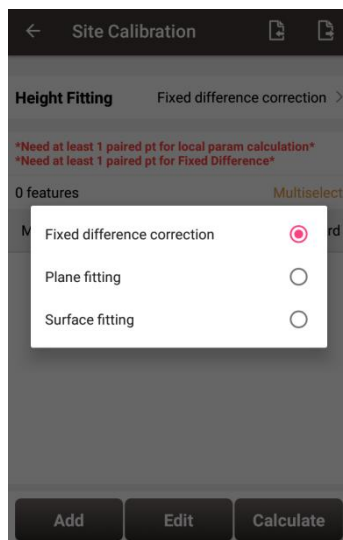 Site Calibration
Height Fitting Fixed difference correction
*Need at least 1 paired pt for local param calculation*
*Need at least 1 paired pt for Fixed Difference*
0 features Multiselect
Fixed difference correction
Plane fitting
Surface fitting
Add Edit Calculate